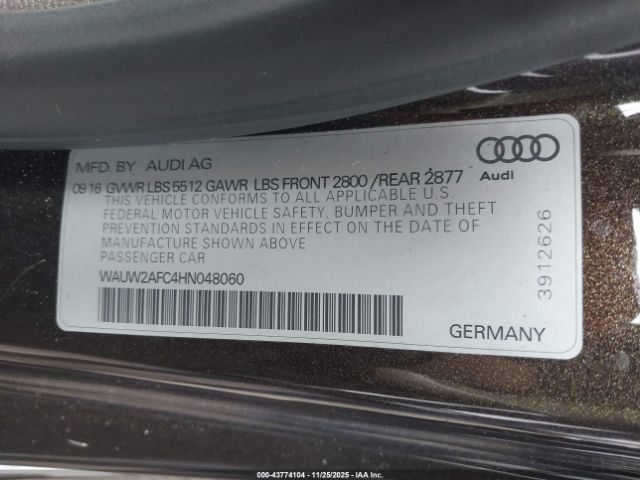 MFD. BY AUDI AG
09 16 GVWR LBS 5512 GAWR LBS FRONT 2800 /REAR 2877
THIS VEHICLE CONFORMS TO ALL APPLICABLE U.S.
FEDERAL MOTOR VEHICLE SAFETY, BUMPER AND THEFT
PREVENTION STANDARDS IN EFFECT ON THE DATE OF
MANUFACTURE SHOWN ABOVE
PASSENGER CAR
WAUW2AFC4HN048060
GERMANY
Audi
3912626
000-43774104 - 11/25/2025 - IAAI, Inc.